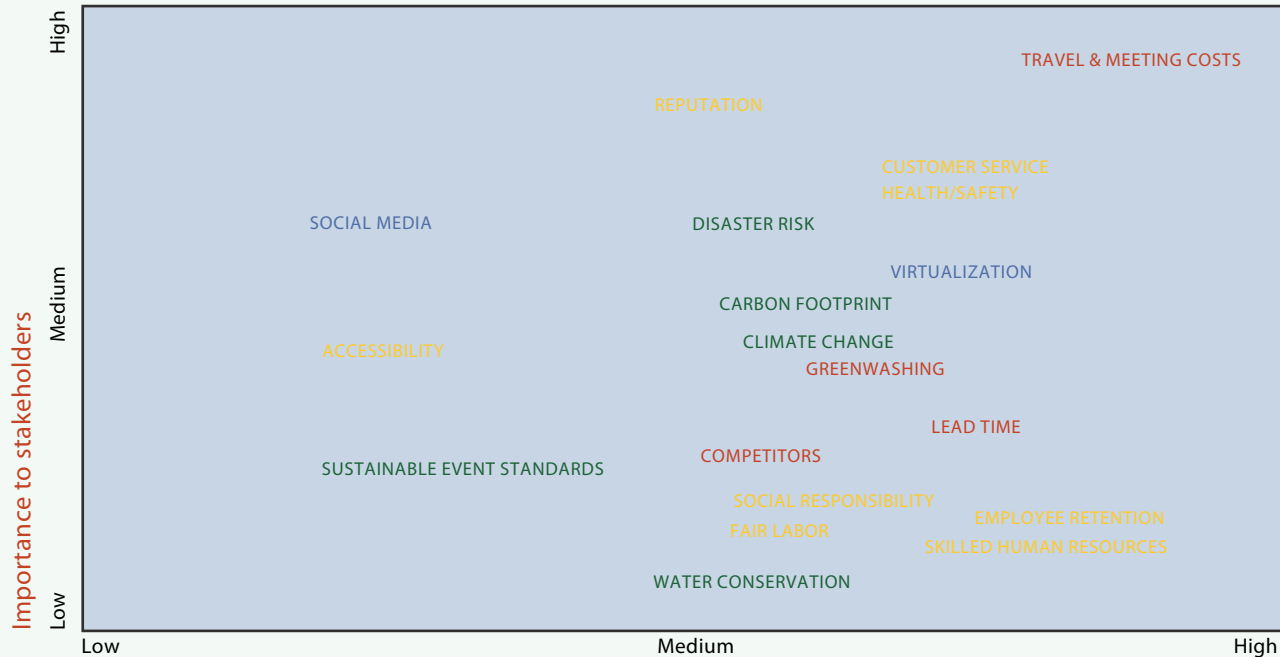 High
TRAVEL & MEETING COSTS
REPUTATION
CUSTOMER SERVICE
HEALTH/SAFETY
SOCIAL MEDIA
DISASTER RISK
VIRTUALIZATION
Medium
CARBON FOOTPRINT
CLIMATE CHANGE
ACCESSIBILITY
GREENWASHING
Importance to stakeholders
LEAD TIME
COMPETITORS
SUSTAINABLE EVENT STANDARDS
SOCIAL RESPONSIBILITY
EMPLOYEE RETENTION
FAIR LABOR
SKILLED HUMAN RESOURCES
WATER CONSERVATION
Low
Low
Medium
High